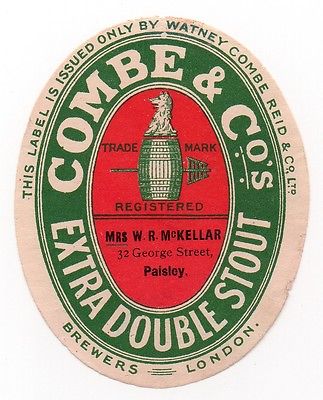 THIS LABEL IS ISSUED ONLY BY WATNEY COMBE REID & CO, LTD
COMBE & CO'S
TRADE MARK
REGISTERED
MRS W. R. MCKELLAR
32 George Street,
Paisley.
EXTRA DOUBLE STOUT
BREWERS LONDON.